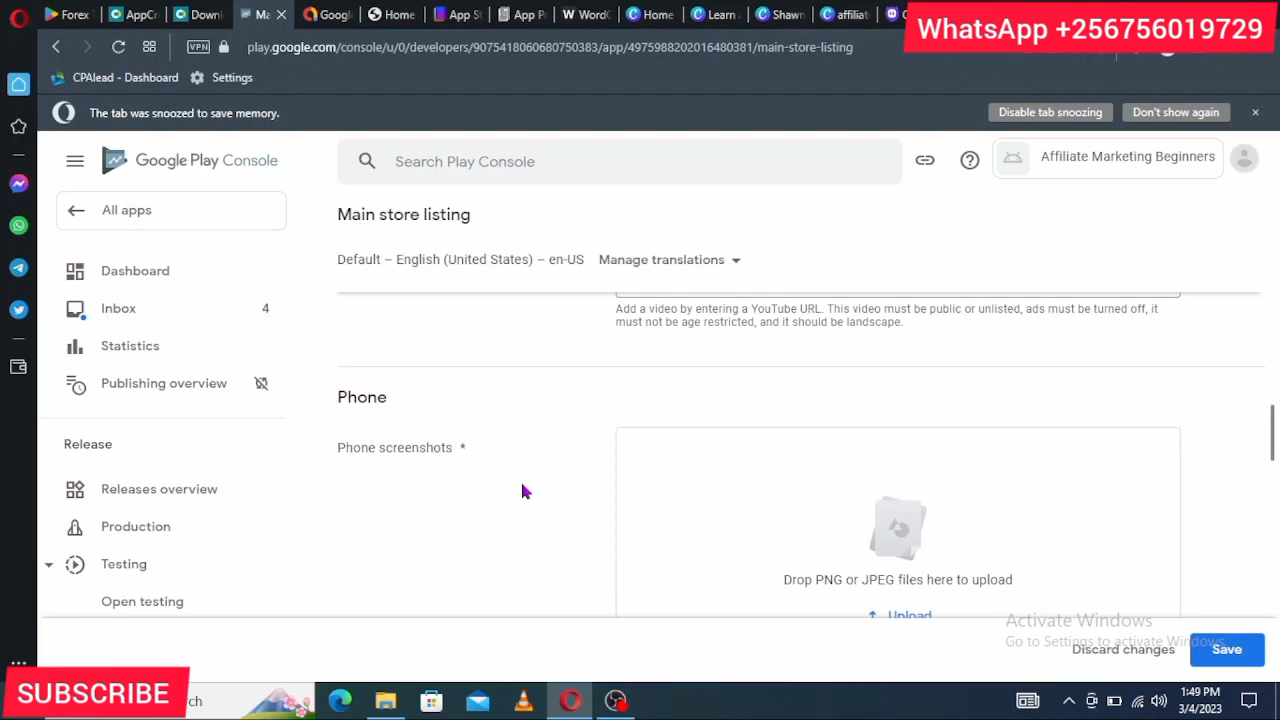 Forex
AppCr
Downl
Ma
Google
Home
App St
App Pr
WordC
Home
Learn
Shawn
affiliat
WhatsApp +256756019729
VPN
play.google.com/console/u/0/developers/9075418060680750383/app/4975988202016480381/main-store-listing
CPAlead - Dashboard
Settings
The tab was snoozed to save memory.
Disable tab snoozing
Don't show again
Google Play Console
Search Play Console
Affiliate Marketing Beginners
All apps
Main store listing
Default – English (United States) – en-US
Manage translations
Dashboard
Inbox
4
Statistics
Publishing overview
Release
Releases overview
Production
Testing
Open testing
Add a video by entering a YouTube URL. This video must be public or unlisted, ads must be turned off, it
must not be age restricted, and it should be landscape.
Phone
Phone screenshots *
Drop PNG or JPEG files here to upload
Upload
Activate Windows
Go to Settings to activate Windows.
Discard changes
Save
SUBSCRIBE
rch
1:49 PM
3/4/2023